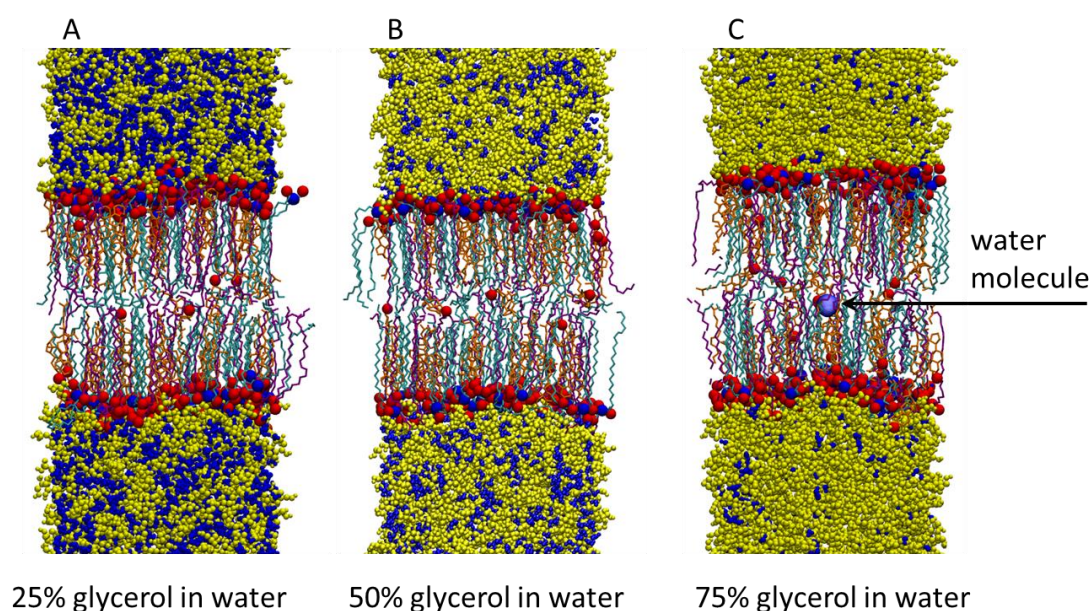 A
B
C
water
molecule
25% glycerol in water
50% glycerol in water
75% glycerol in water